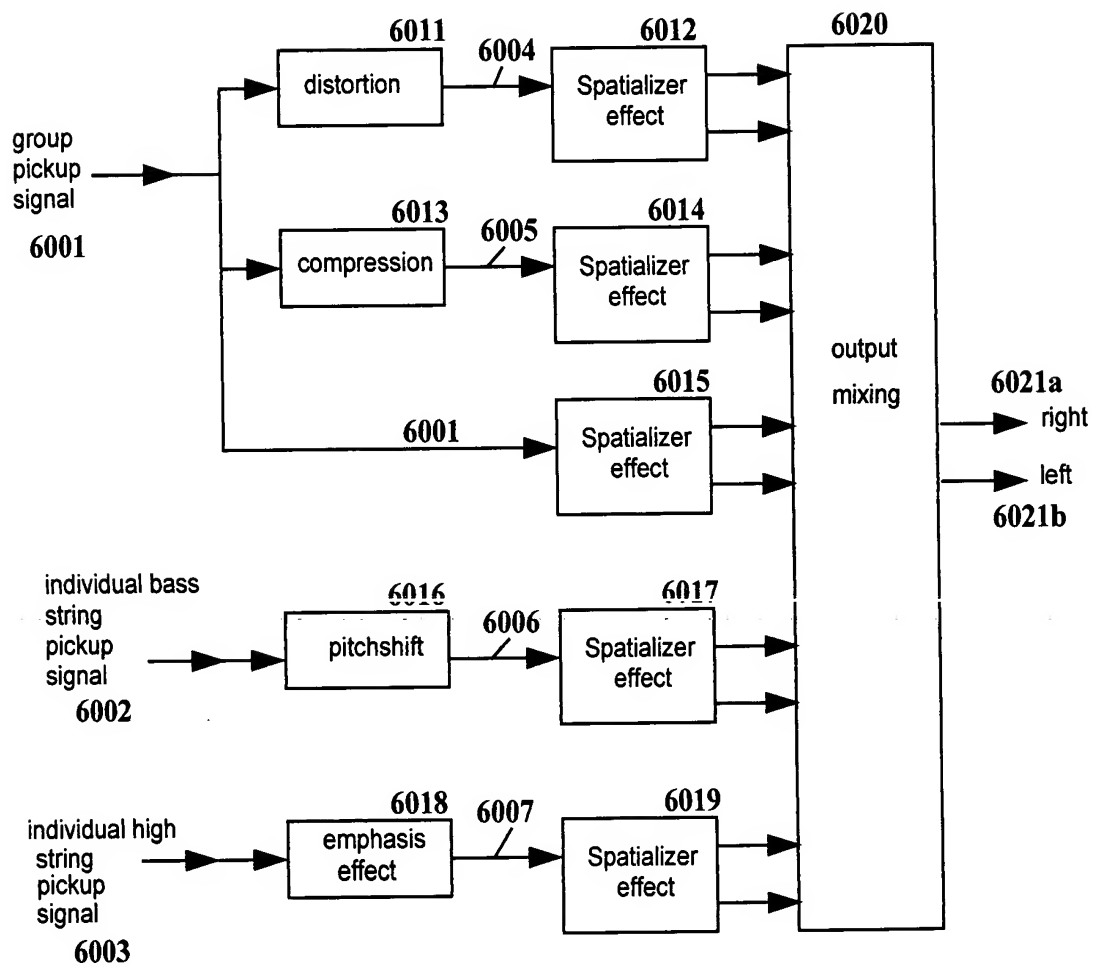 6011
6004
6012
6020
distortion
Spatializer
effect
group
pickup
signal
6001
6013
6005
6014
compression
Spatializer
effect
output
mixing
6015
6001
Spatializer
effect
6021a
right
left
6021b
individual bass
string
pickup
signal
6002
6016
6006
6017
pitchshift
Spatializer
effect
individual high
string
pickup
signal
6003
6018
6007
6019
emphasis
effect
Spatializer
effect